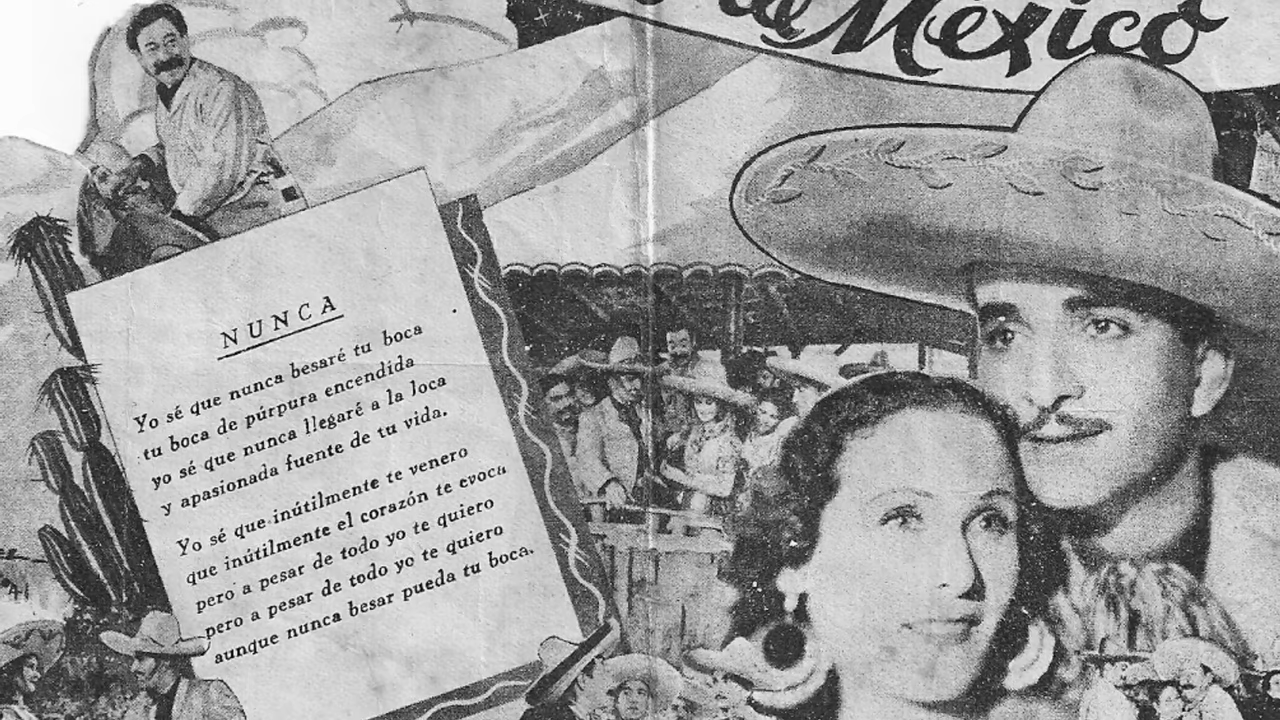 de México
NUNCA
Yo sé que nunca besaré tu boca
tu boca de púrpura encendida
yo sé que nunca llegaré a la loca
y apasionada fuente de tu vida.
Yo sé que inútilmente te venero
que inútilmente el corazón te evoca
pero a pesar de todo yo te quiero
pero a pesar de todo yo te quiero
aunque nunca besar pueda tu boca.